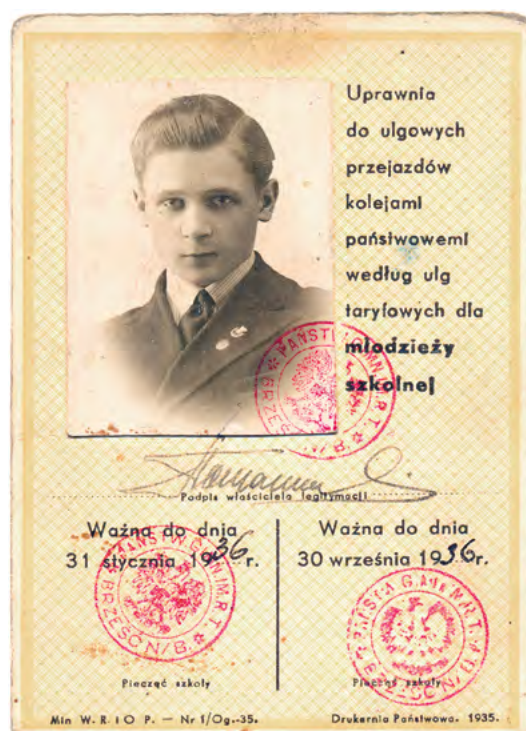 Uprawnia
do ulgowych
przejazdów
kolejami
państwowemi
według ulg
taryfowych dla
młodzieży
szkolnej
Podpis właściciela legitymacji
Ważna do dnia
31 stycznia 1936 r.
Pieczęć szkoły
Ważna do dnia
30 września 1936 r.
Pieczęć szkoły
BRZEŚĆ N/B.
Min W. R. i O P. – Nr 1/Og.-35.
Drukarnia Państwowa. 1935.